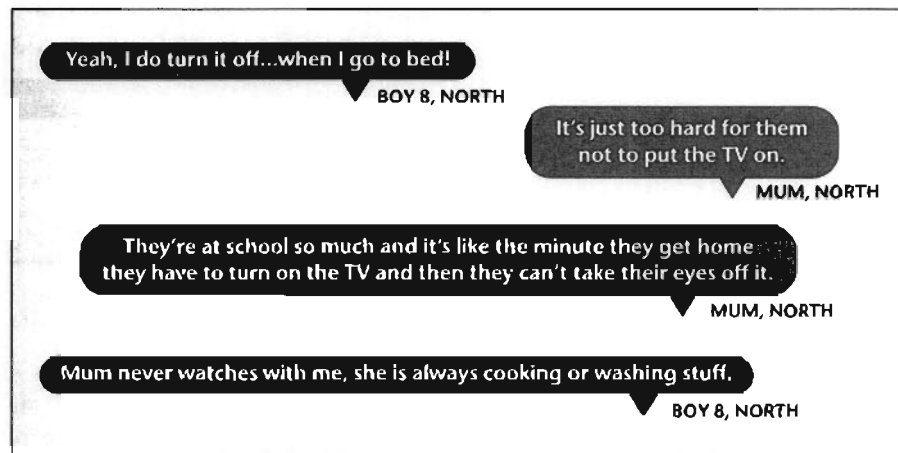 Yeah, I do turn it off...when I go to bed!
BOY 8, NORTH
It's just too hard for them
not to put the TV on.
MUM, NORTH
They're at school so much and it's like the minute they get home
they have to turn on the TV and then they can't take their eyes off it.
MUM, NORTH
Mum never watches with me, she is always cooking or washing stuff.
BOY 8, NORTH